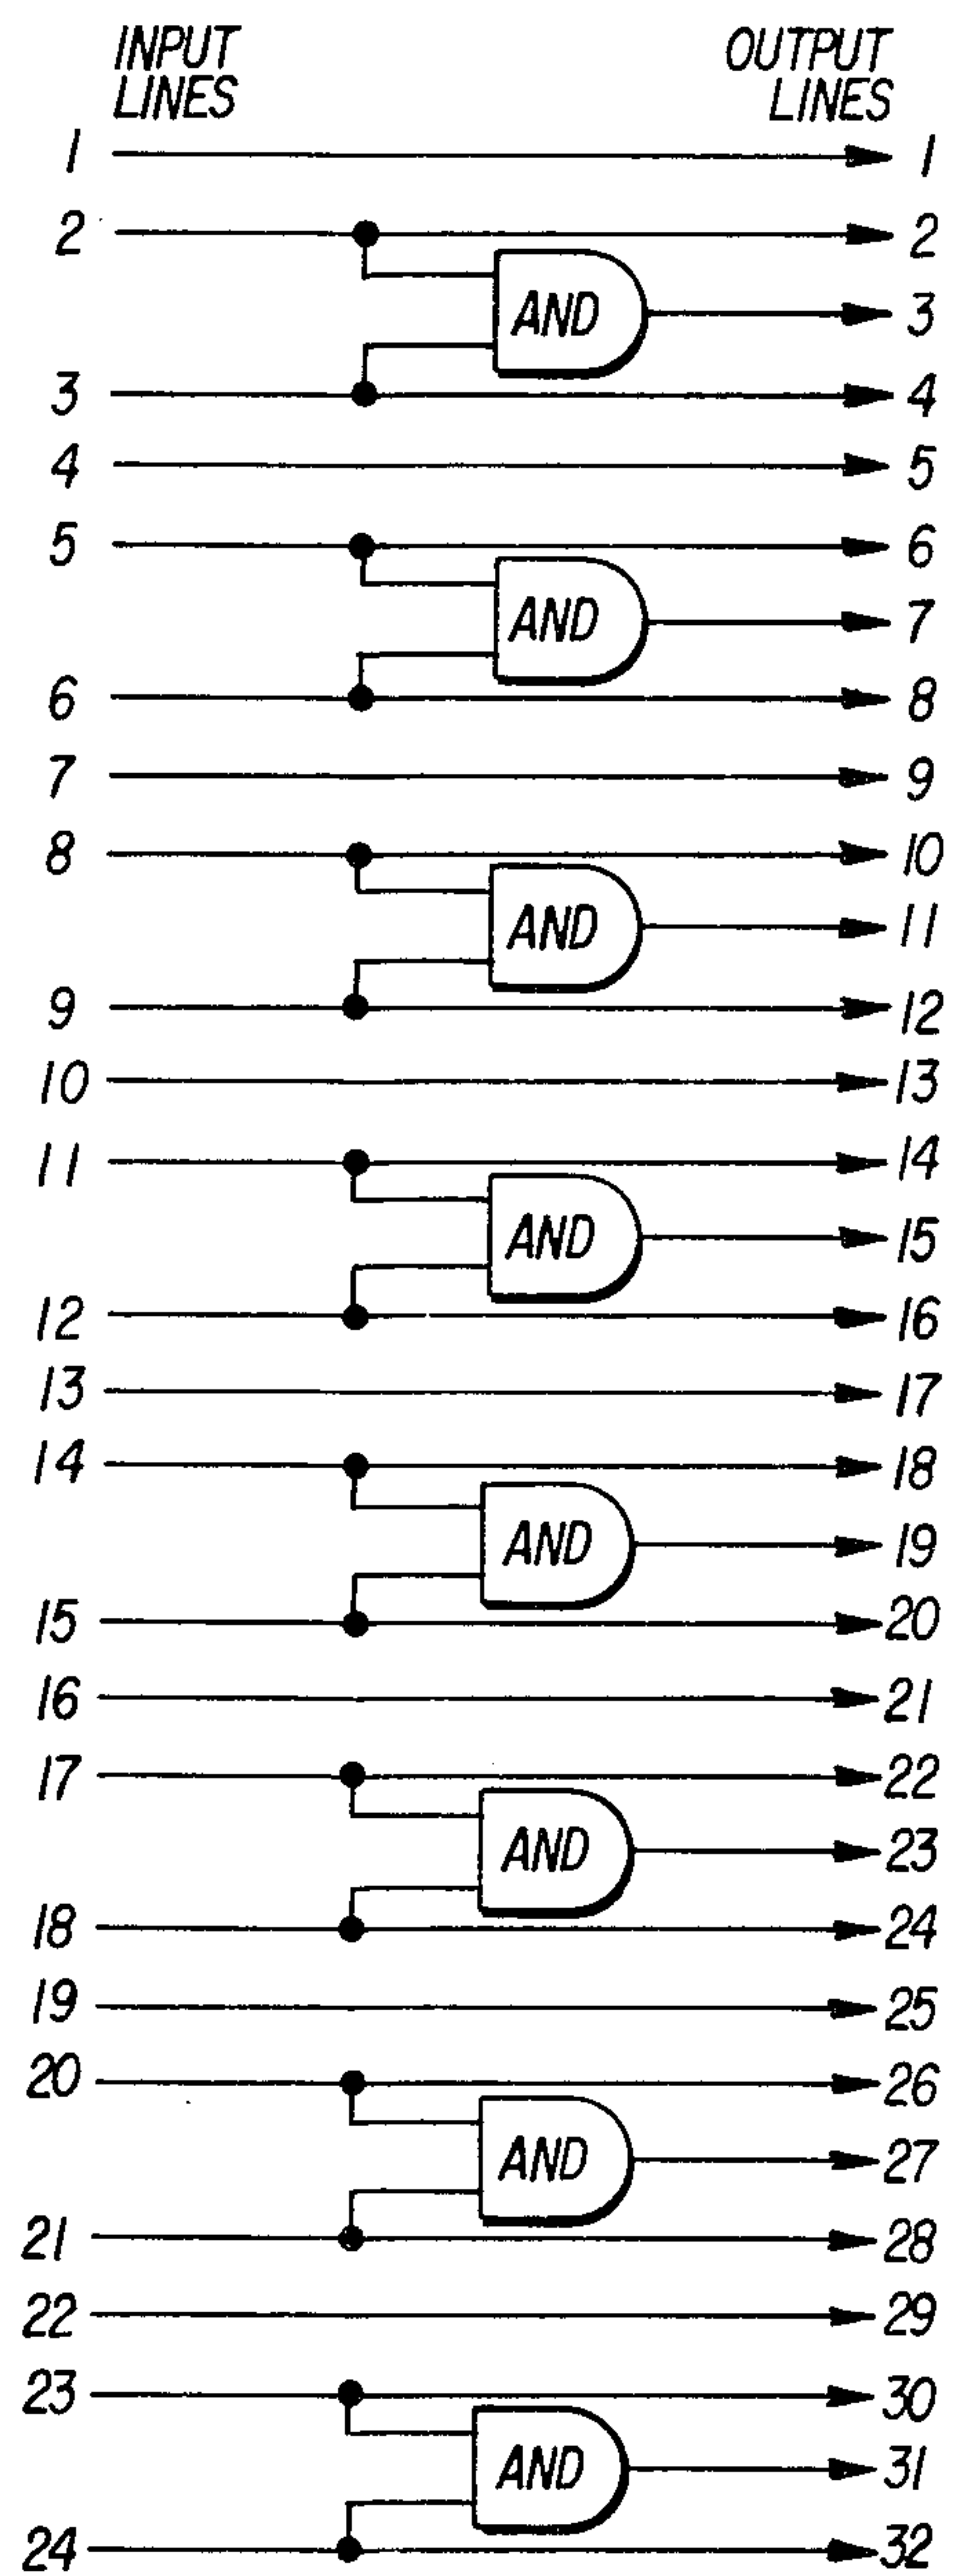 INPUT LINES OUTPUT LINES
1 1
2 2
AND 3
3 4
4 5
5 6
AND 7
6 8
7 9
8 10
AND 11
9 12
10 13
11 14
AND 15
12 16
13 17
14 18
AND 19
15 20
16 21
17 22
AND 23
18 24
19 25
20 26
AND 27
21 28
22 29
23 30
AND 31
24 32